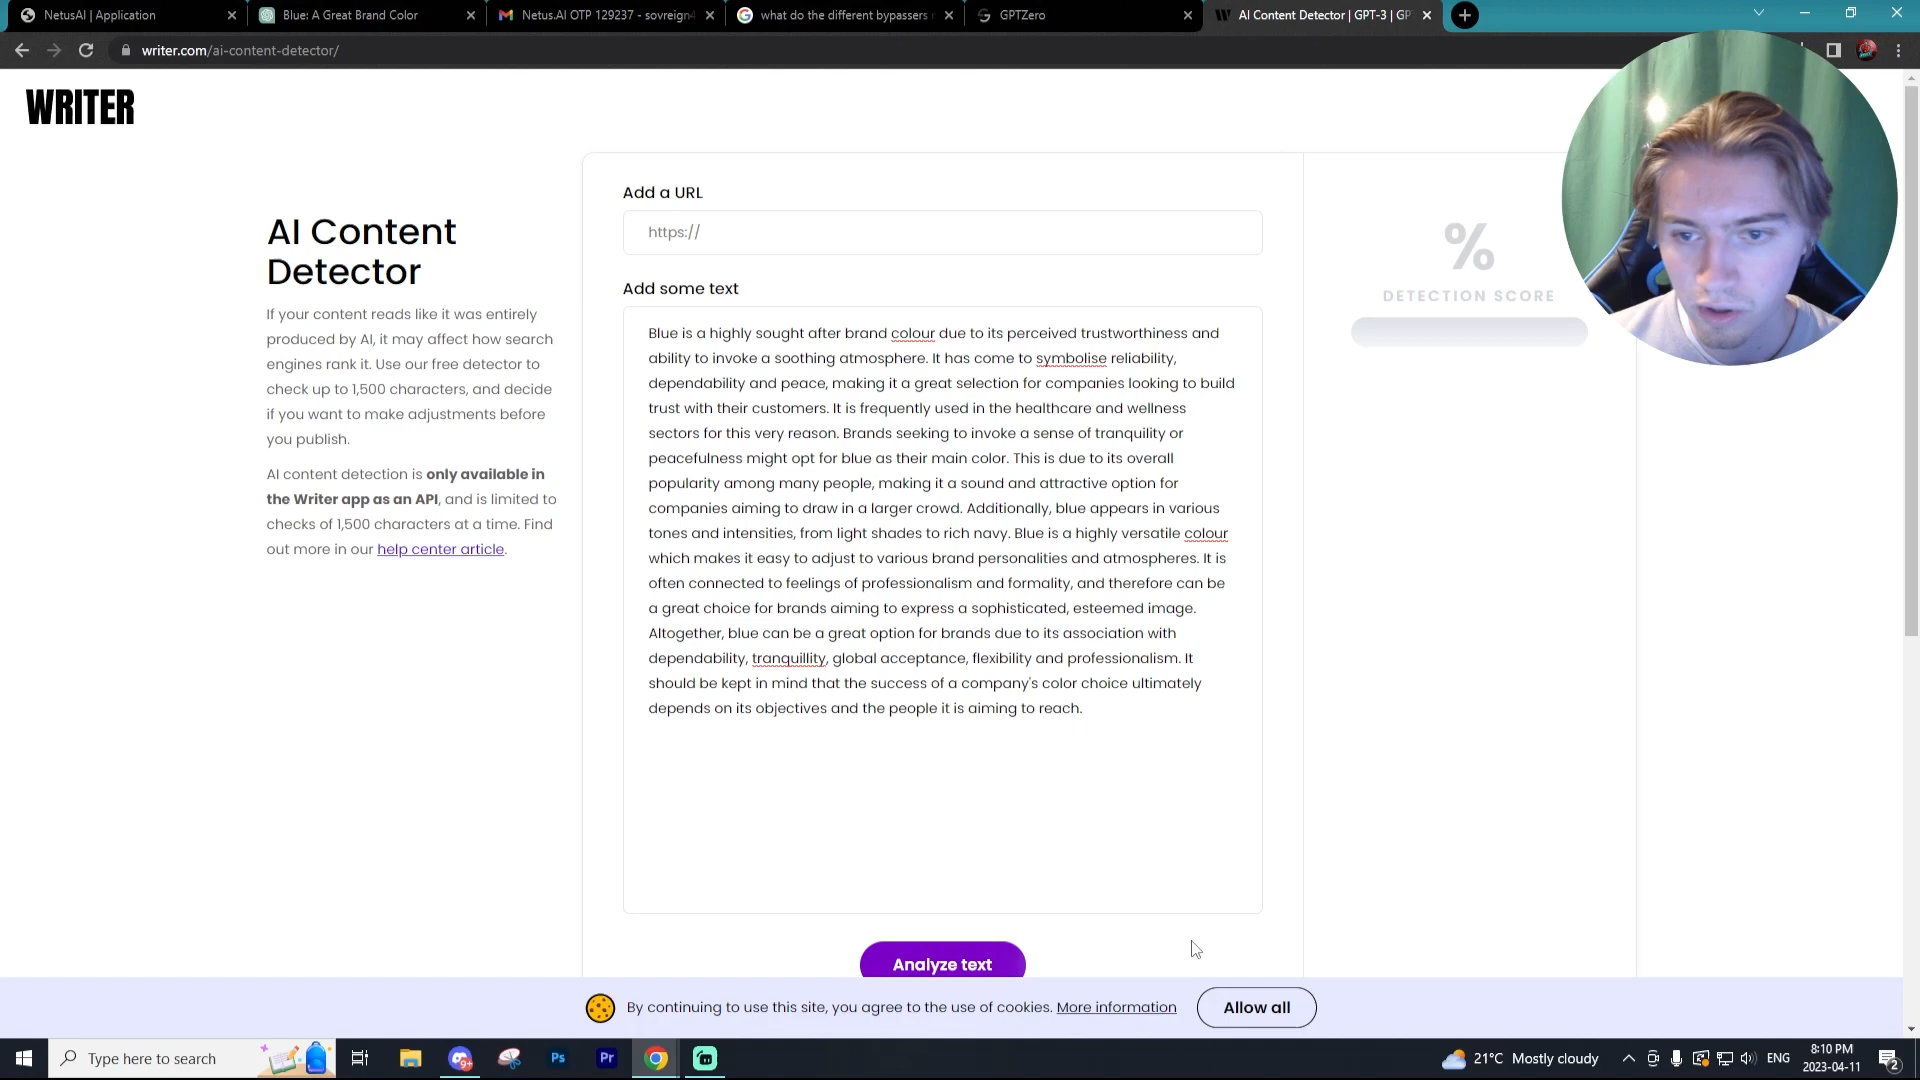 NetusAI | Application
Blue: A Great Brand Color
Netus.AI OTP 129237 - sovreign4
what do the different bypassers
GPTZero
AI Content Detector | GPT-3 | GP
writer.com/ai-content-detector/
WRITER
AI Content
Detector
If your content reads like it was entirely
produced by AI, it may affect how search
engines rank it. Use our free detector to
check up to 1,500 characters, and decide
if you want to make adjustments before
you publish.
AI content detection is only available in
the Writer app as an API, and is limited to
checks of 1,500 characters at a time. Find
out more in our help center article.
Add a URL
https://
Add some text
Blue is a highly sought after brand colour due to its perceived trustworthiness and
ability to invoke a soothing atmosphere. It has come to symbolise reliability,
dependability and peace, making it a great selection for companies looking to build
trust with their customers. It is frequently used in the healthcare and wellness
sectors for this very reason. Brands seeking to invoke a sense of tranquility or
peacefulness might opt for blue as their main color. This is due to its overall
popularity among many people, making it a sound and attractive option for
companies aiming to draw in a larger crowd. Additionally, blue appears in various
tones and intensities, from light shades to rich navy. Blue is a highly versatile colour
which makes it easy to adjust to various brand personalities and atmospheres. It is
often connected to feelings of professionalism and formality, and therefore can be
a great choice for brands aiming to express a sophisticated, esteemed image.
Altogether, blue can be a great option for brands due to its association with
dependability, tranquillity, global acceptance, flexibility and professionalism. It
should be kept in mind that the success of a company's color choice ultimately
depends on its objectives and the people it is aiming to reach.
%
DETECTION SCORE
Analyze text
By continuing to use this site, you agree to the use of cookies. More information
Allow all
Type here to search
9+
Ps
Pr
21°C Mostly cloudy
ENG
8:10 PM
2023-04-11
2